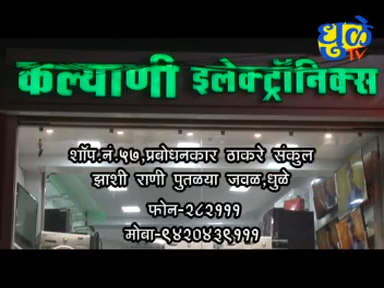 धुळे
TV
कल्याणी इलेक्ट्रॉनिक्स
शॉप.नं.५७,प्रबोधनकार ठाकरे संकुल
झाशी राणी पुतळया जवळ,धुळे
फोन-२८२१११
मोबा-९४२०४३९१११